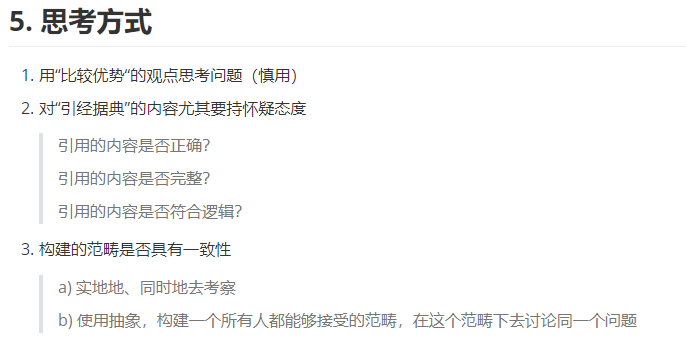 5. 思考方式
1. 用“比较优势“的观点思考问题（慎用）
2. 对“引经据典”的内容尤其要持怀疑态度
引用的内容是否正确？
引用的内容是否完整？
引用的内容是否符合逻辑？
3. 构建的范畴是否具有一致性
a) 实地地、同时地去考察
b) 使用抽象，构建一个所有人都能够接受的范畴，在这个范畴下去讨论同一个问题